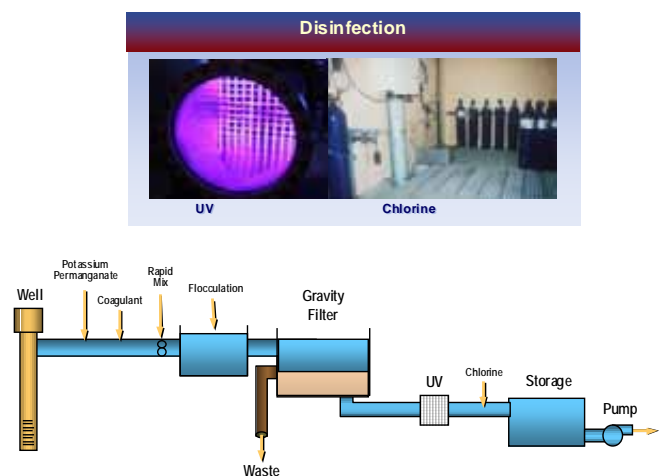 Disinfection
UV
Chlorine
Potassium
Permanganate
Rapid
Mix
Well
Coagulant
Flocculation
Gravity
Filter
UV
Chlorine
Storage
Pump
Waste